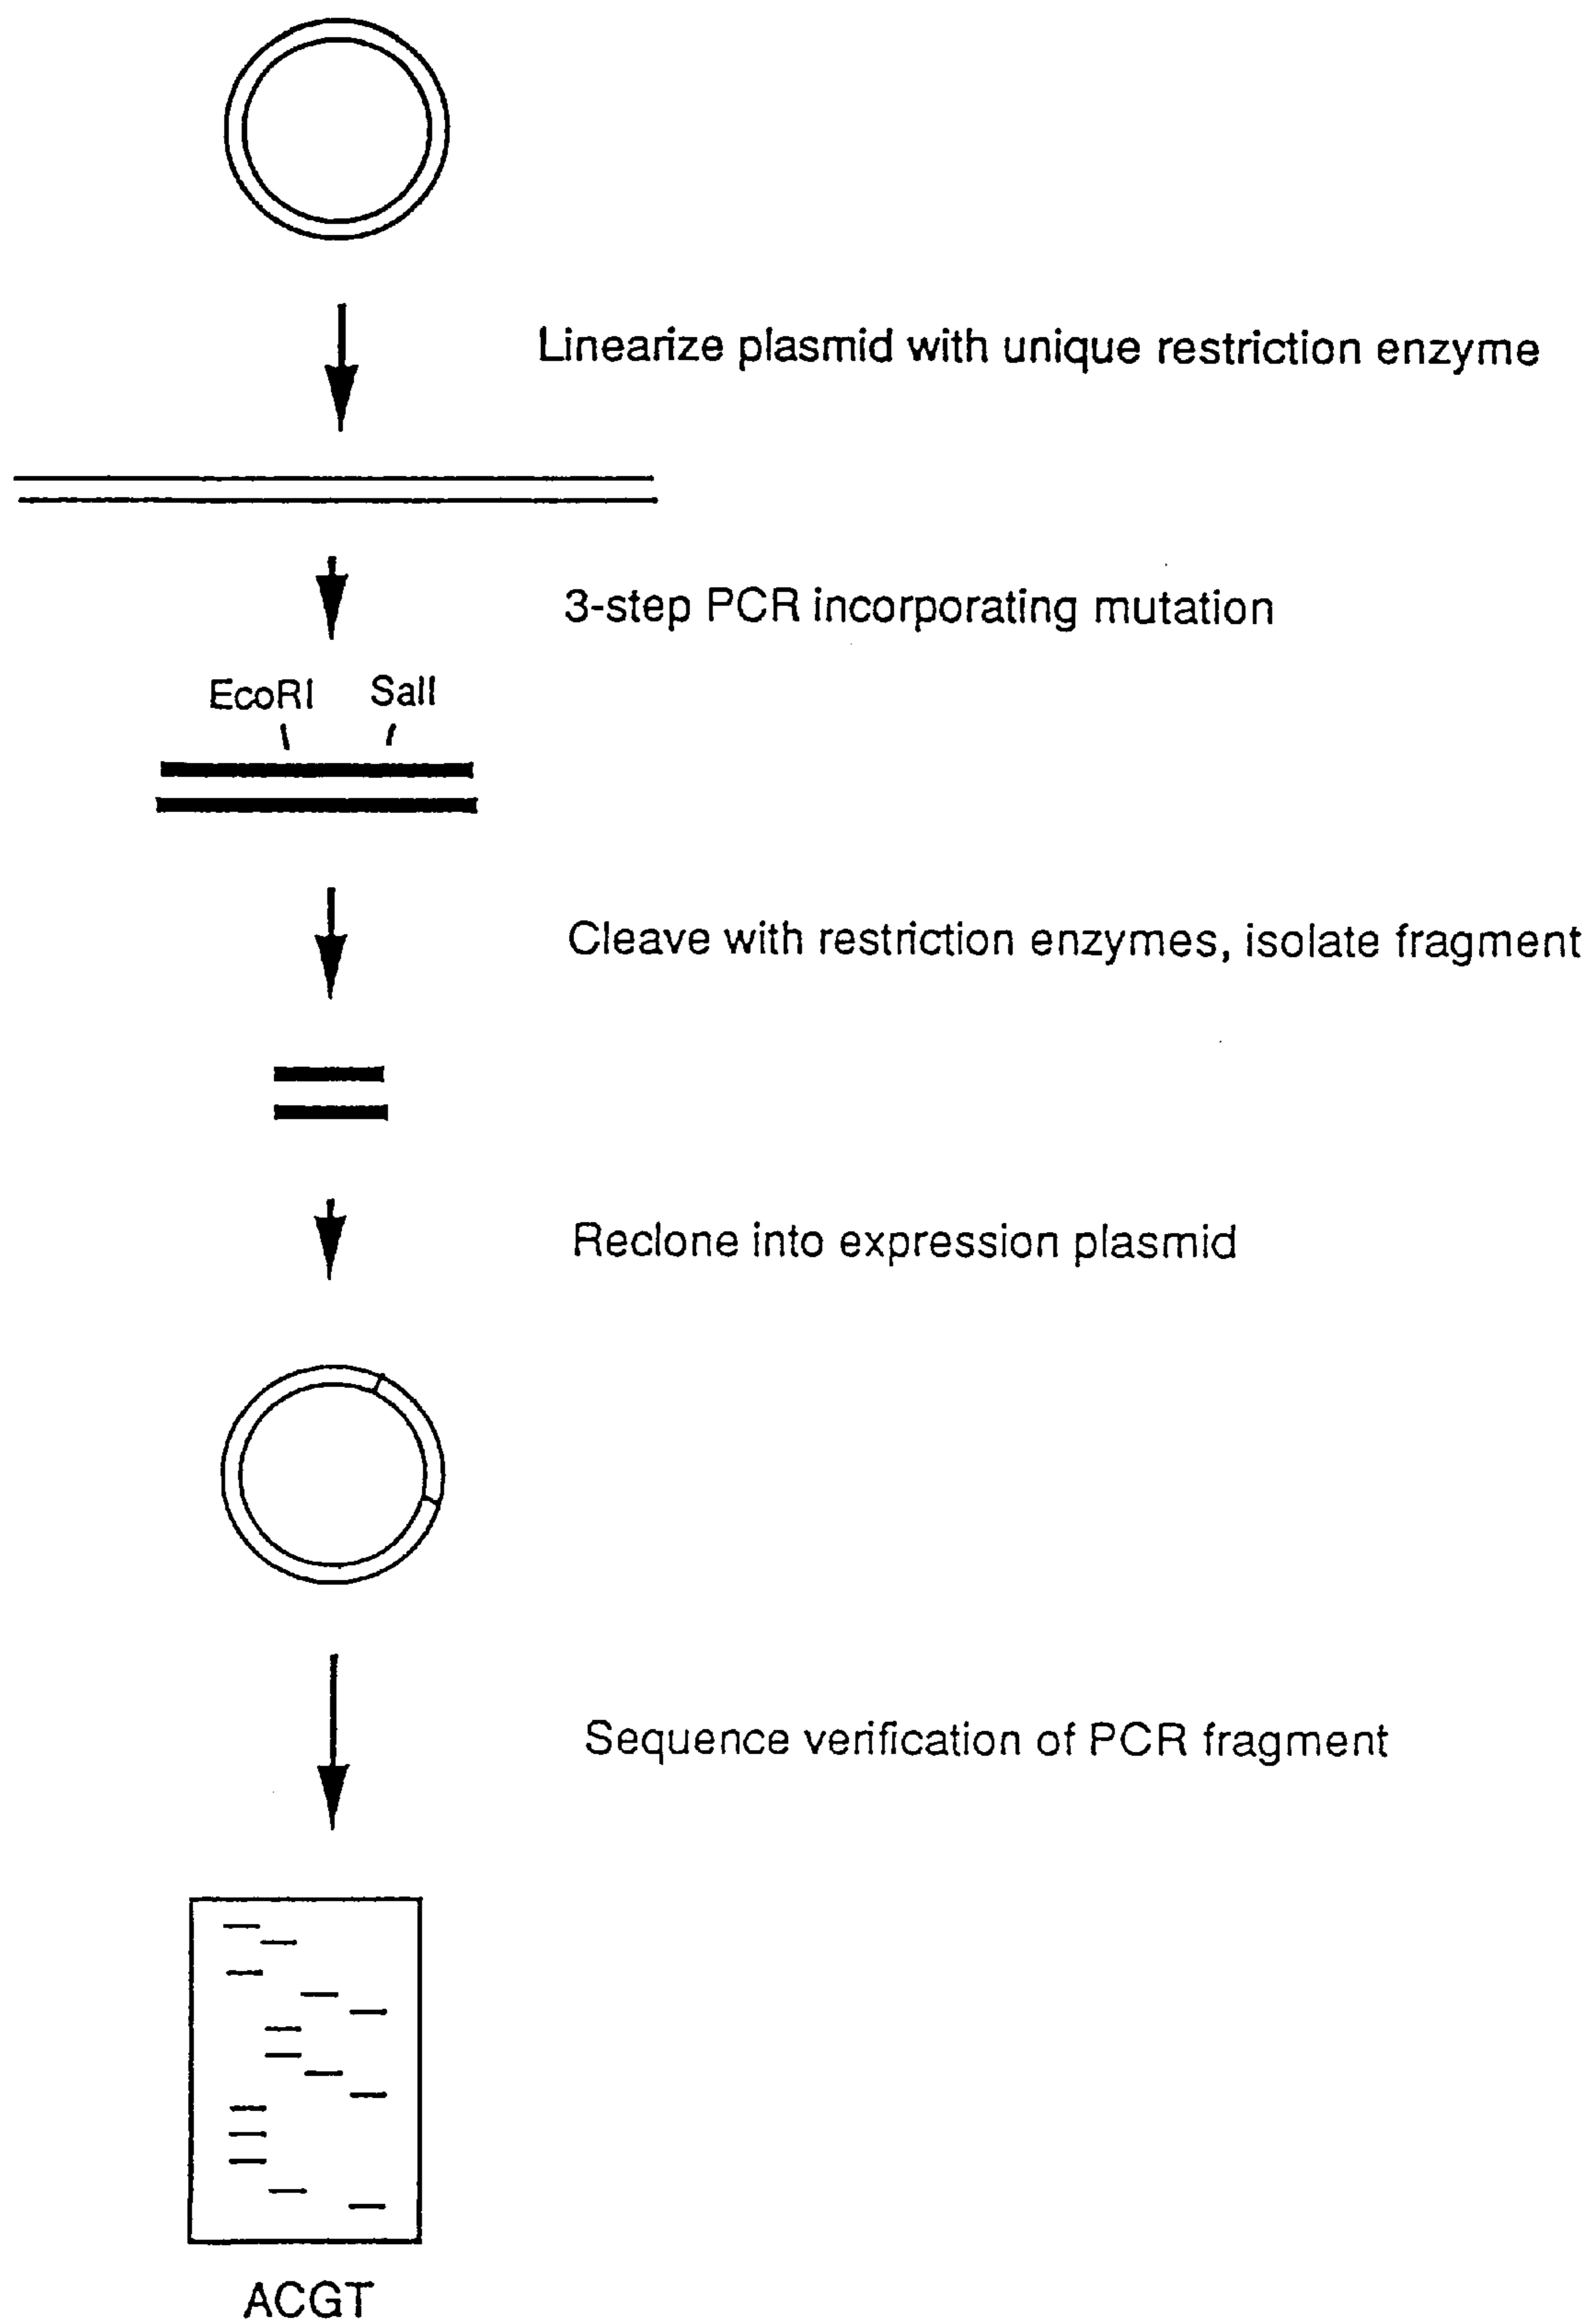 Linearize plasmid with unique restriction enzyme
3-step PCR incorporating mutation
EcoRI SalI
Cleave with restriction enzymes, isolate fragment
Reclone into expression plasmid
Sequence verification of PCR fragment
ACGT